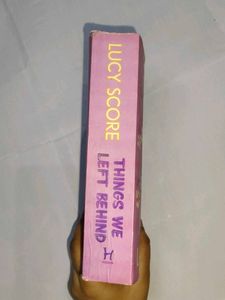 LUCY SCORE
THINGS WE
LEFT BEHIND